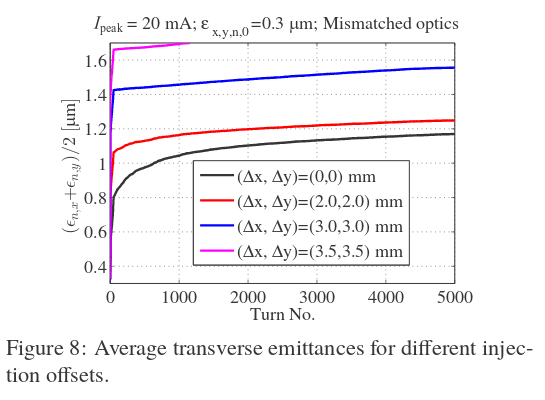 I_peak = 20 mA; ε_x,y,n,0=0.3 μm; Mismatched optics
(ϵ_n,x+ϵ_n,y)/2 [μm]
1.6
1.4
1.2
1
0.8
0.6
0.4
(Δx, Δy)=(0,0) mm
(Δx, Δy)=(2.0,2.0) mm
(Δx, Δy)=(3.0,3.0) mm
(Δx, Δy)=(3.5,3.5) mm
0 1000 2000 3000 4000 5000
Turn No.
Figure 8: Average transverse emittances for different injec-
tion offsets.